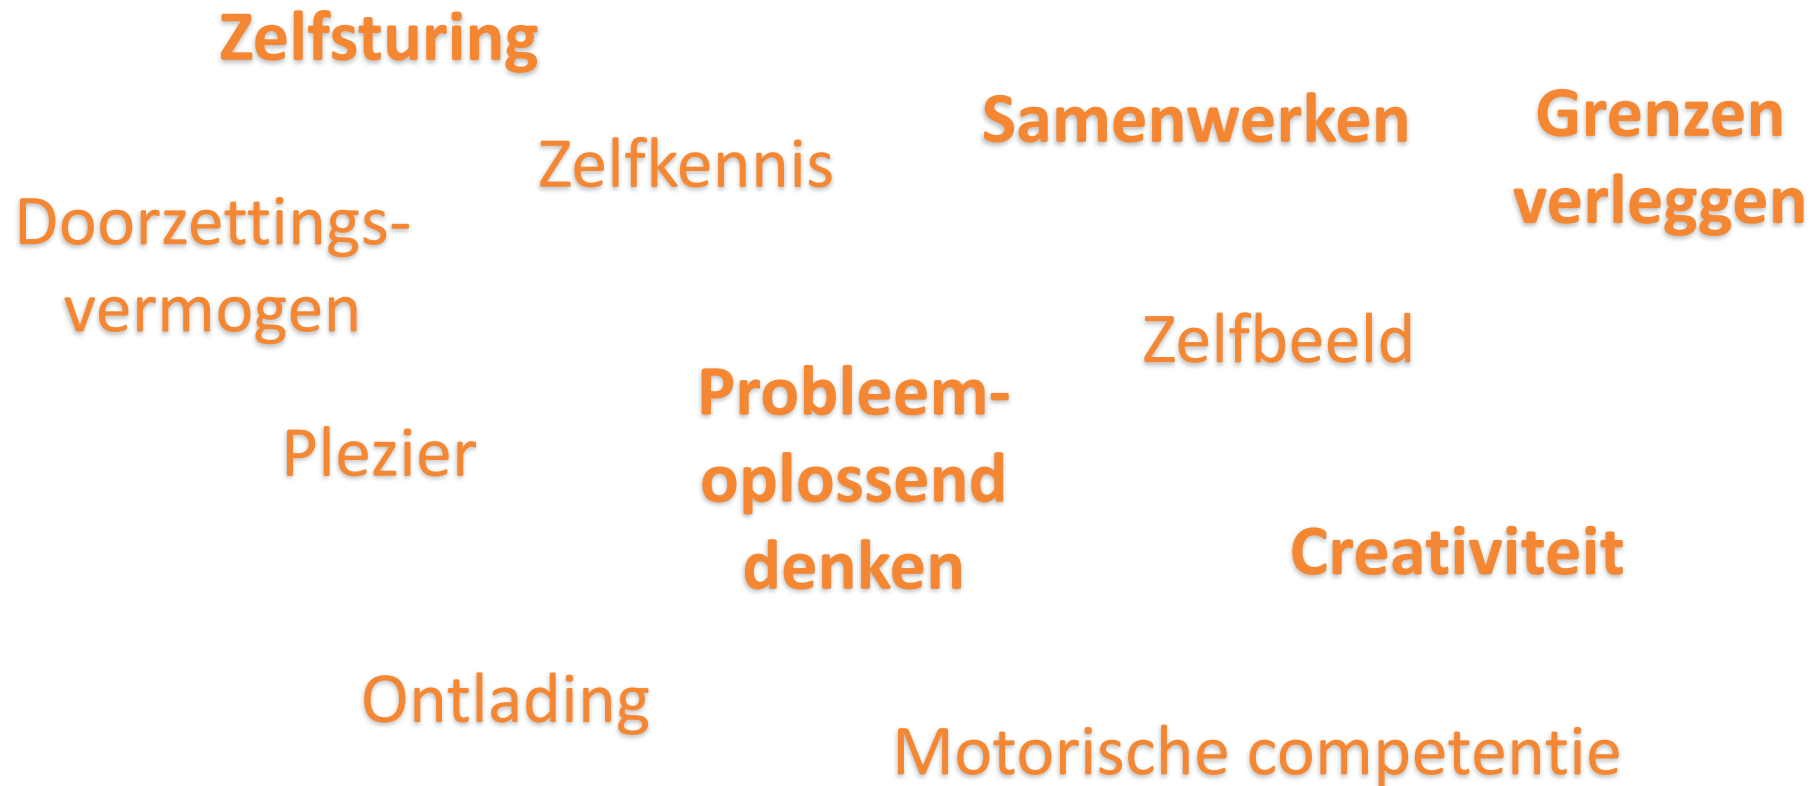 Zelfsturing
Samenwerken
Grenzen
verleggen
Zelfkennis
Doorzettings-
vermogen
Zelfbeeld
Probleem-
oplossend
denken
Plezier
Creativiteit
Ontlading
Motorische competentie